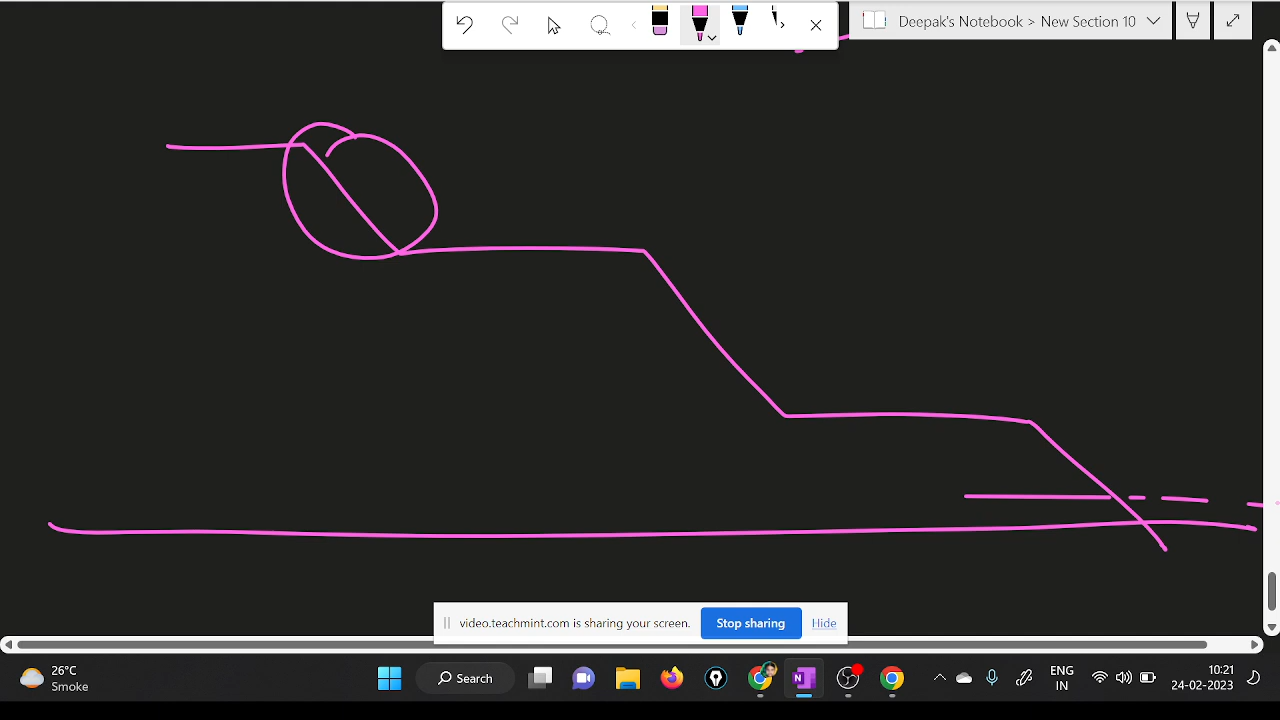 Deepak's Notebook > New Section 10
video.teachmint.com is sharing your screen.
Stop sharing
Hide
26°C
Smoke
Search
ENG
IN
10:21
24-02-2023